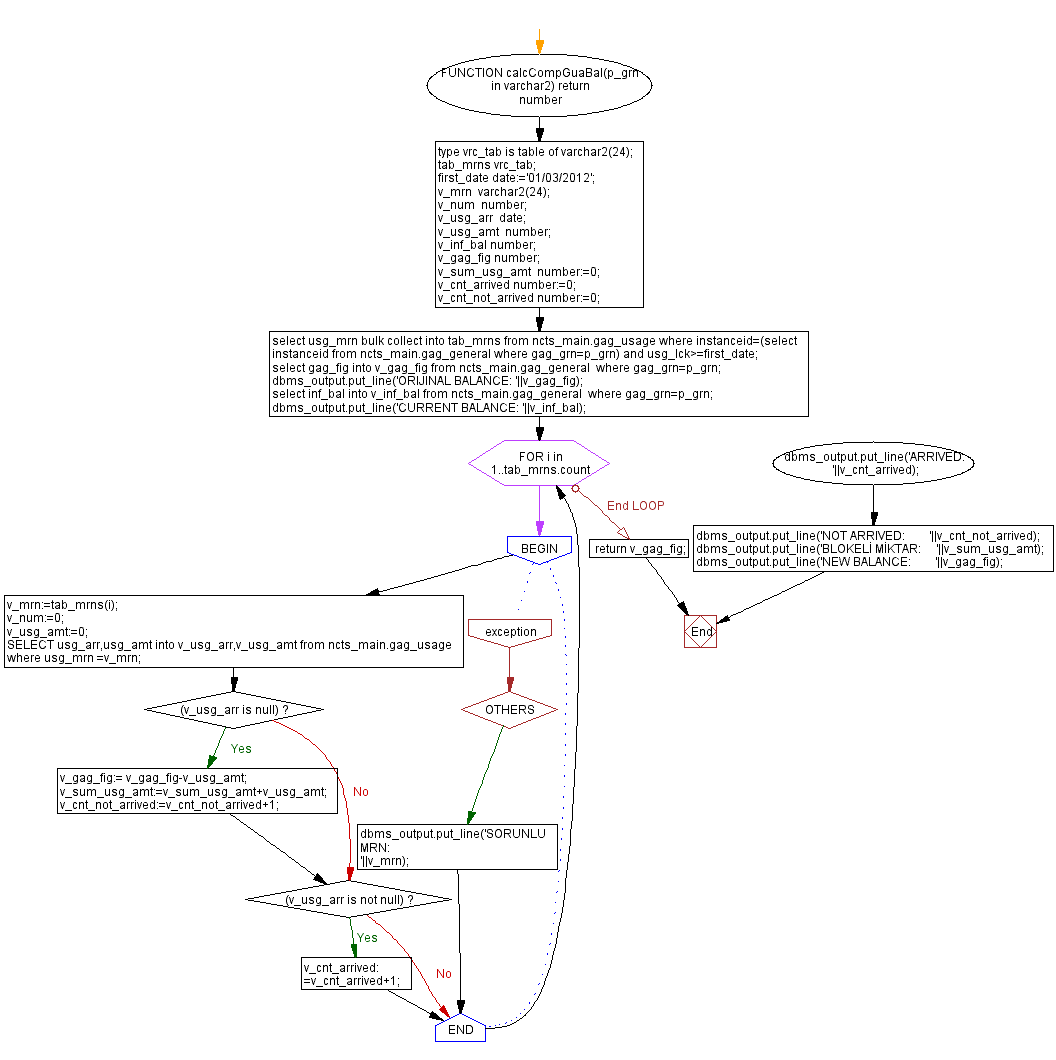 FUNCTION calcCompGuaBal(p_grn
in varchar2) return
number
type vrc_tab is table of varchar2(24);
tab_mrns vrc_tab;
first_date date:='01/03/2012';
v_mrn varchar2(24);
v_num number;
v_usg_arr date;
v_usg_amt number;
v_inf_bal number;
v_gag_fig number;
v_sum_usg_amt number:=0;
v_cnt_arrived number:=0;
v_cnt_not_arrived number:=0;
select usg_mrn bulk collect into tab_mrns from ncts_main.gag_usage where instanceid=(select
instanceid from ncts_main.gag_general where gag_grn=p_grn) and usg_lck>=first_date;
select gag_fig into v_gag_fig from ncts_main.gag_general where gag_grn=p_grn;
dbms_output.put_line('ORIJINAL BALANCE: '||v_gag_fig);
select inf_bal into v_inf_bal from ncts_main.gag_general where gag_grn=p_grn;
dbms_output.put_line('CURRENT BALANCE: '||v_inf_bal);
FOR i in
1..tab_mrns.count
End LOOP
return v_gag_fig;
dbms_output.put_line('ARRIVED:
'||v_cnt_arrived);
dbms_output.put_line('NOT ARRIVED: '||v_cnt_not_arrived);
dbms_output.put_line('BLOKELİ MİKTAR: '||v_sum_usg_amt);
dbms_output.put_line('NEW BALANCE: '||v_gag_fig);
End
BEGIN
v_mrn:=tab_mrns(i);
v_num:=0;
v_usg_amt:=0;
SELECT usg_arr,usg_amt into v_usg_arr,v_usg_amt from ncts_main.gag_usage
where usg_mrn =v_mrn;
exception
OTHERS
(v_usg_arr is null) ?
Yes
No
v_gag_fig:= v_gag_fig-v_usg_amt;
v_sum_usg_amt:=v_sum_usg_amt+v_usg_amt;
v_cnt_not_arrived:=v_cnt_not_arrived+1;
dbms_output.put_line('SORUNLU
MRN:
'||v_mrn);
(v_usg_arr is not null) ?
Yes
No
v_cnt_arrived:
=v_cnt_arrived+1;
END